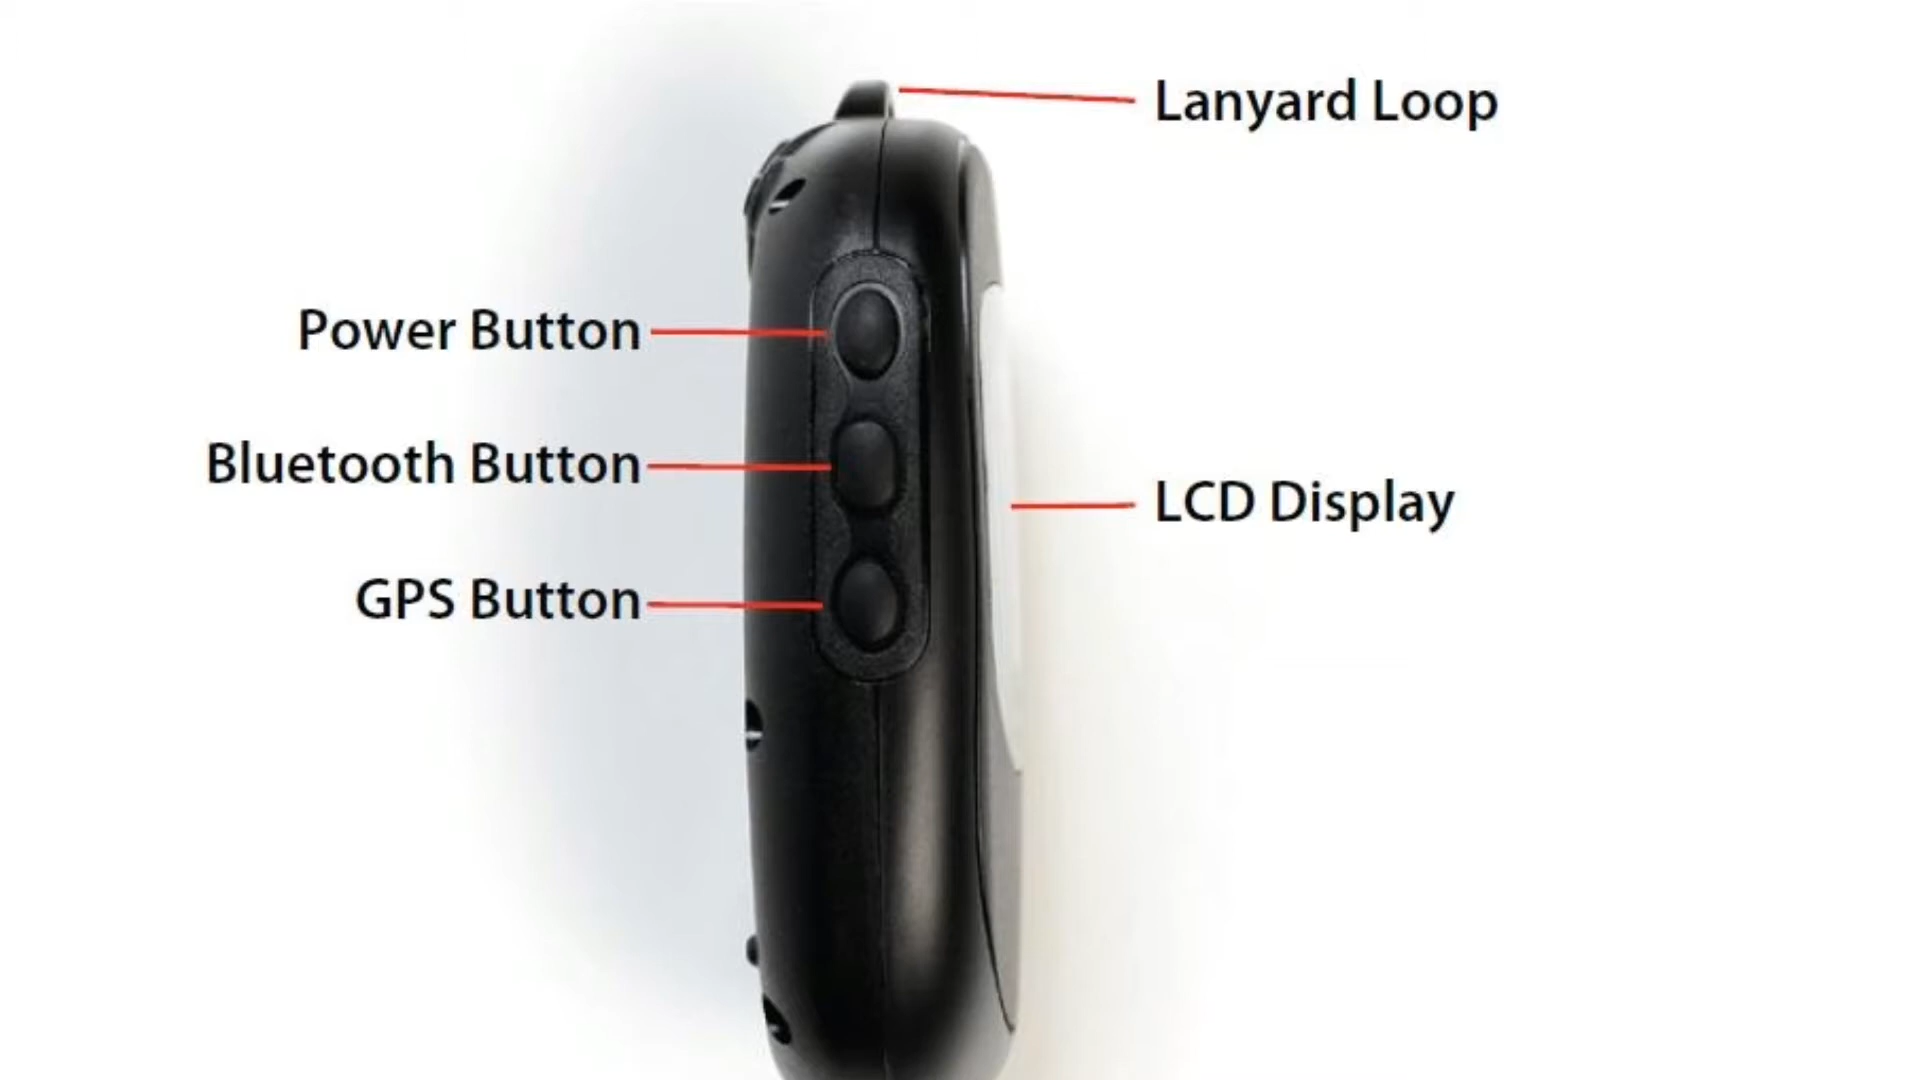 Lanyard Loop
Power Button
Bluetooth Button
LCD Display
GPS Button